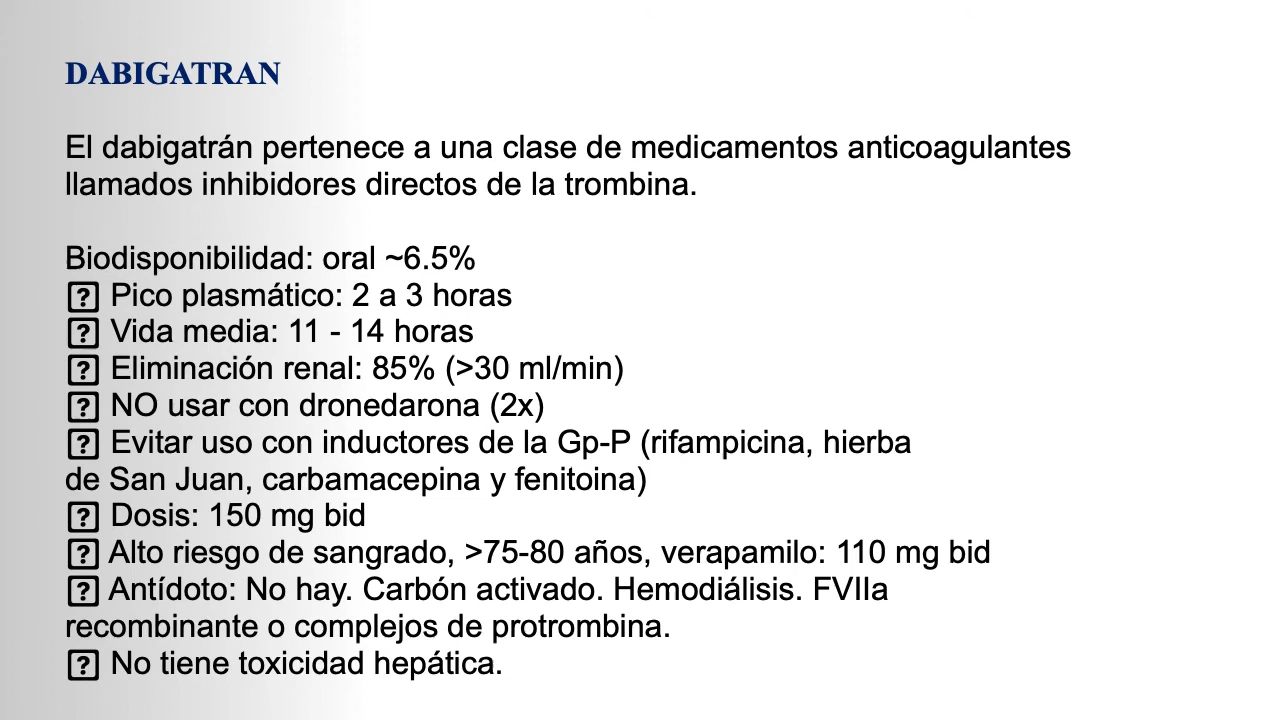 DABIGATRAN
El dabigatrán pertenece a una clase de medicamentos anticoagulantes
llamados inhibidores directos de la trombina.
Biodisponibilidad: oral ~6.5%
⍰ Pico plasmático: 2 a 3 horas
⍰ Vida media: 11 - 14 horas
⍰ Eliminación renal: 85% (>30 ml/min)
⍰ NO usar con dronedarona (2x)
⍰ Evitar uso con inductores de la Gp-P (rifampicina, hierba
de San Juan, carbamacepina y fenitoina)
⍰ Dosis: 150 mg bid
⍰ Alto riesgo de sangrado, >75-80 años, verapamilo: 110 mg bid
⍰ Antídoto: No hay. Carbón activado. Hemodiálisis. FVIIa
recombinante o complejos de protrombina.
⍰ No tiene toxicidad hepática.